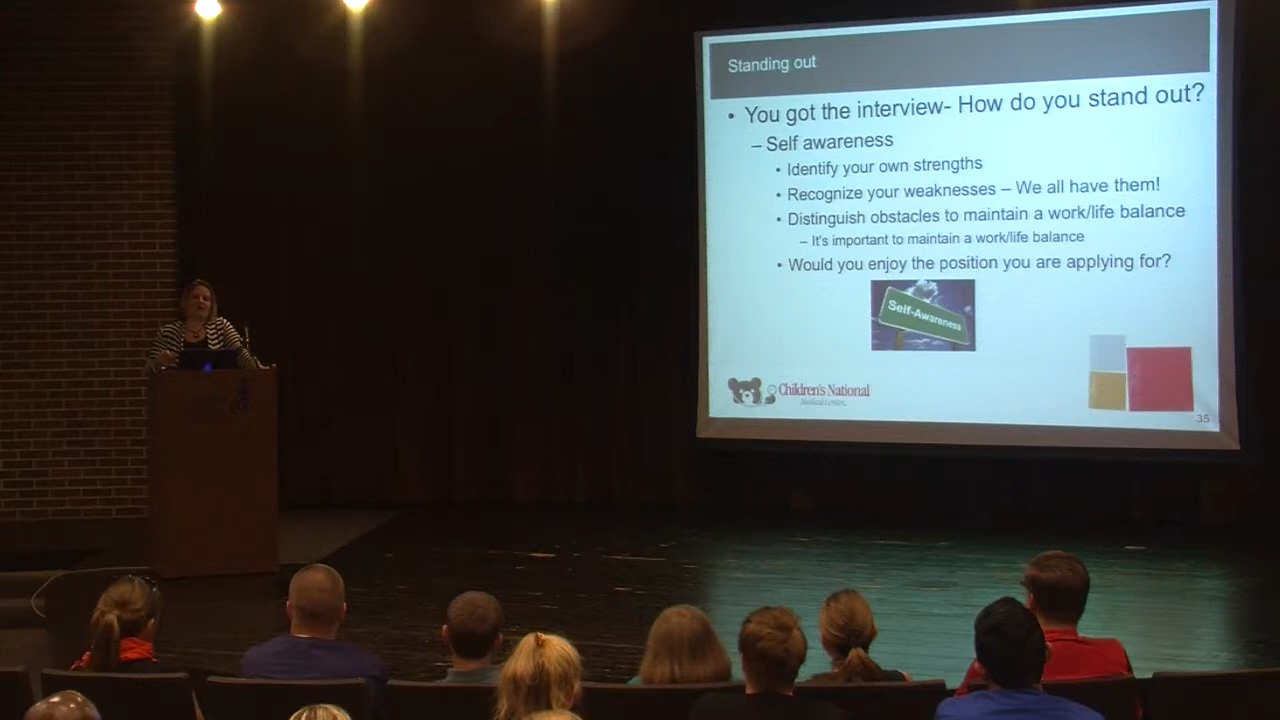 Standing out
• You got the interview- How do you stand out?
– Self awareness
• Identify your own strengths
• Recognize your weaknesses – We all have them!
• Distinguish obstacles to maintain a work/life balance
– It's important to maintain a work/life balance
• Would you enjoy the position you are applying for?
Self-Awareness
Children's National
Medical Center
35